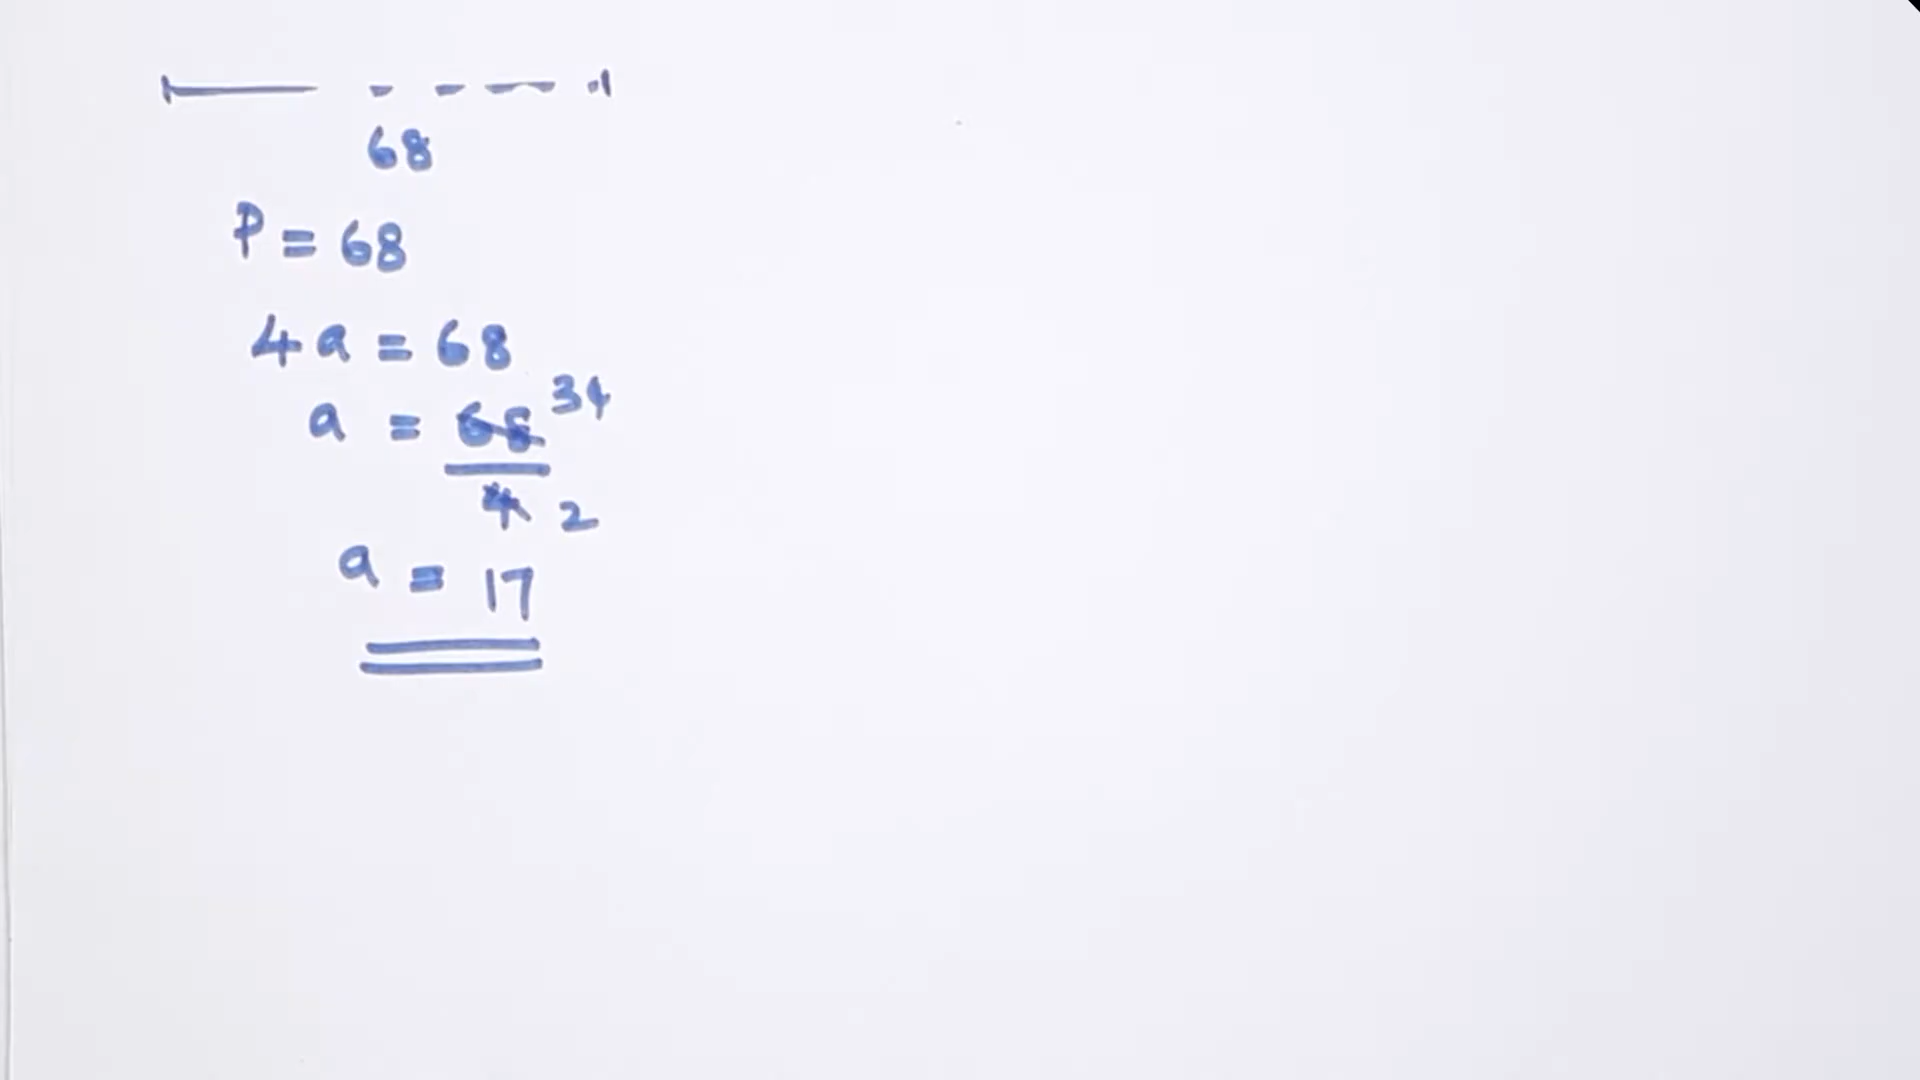 68
P = 68
4a = 68
a = 68/4 34 2
a = 17